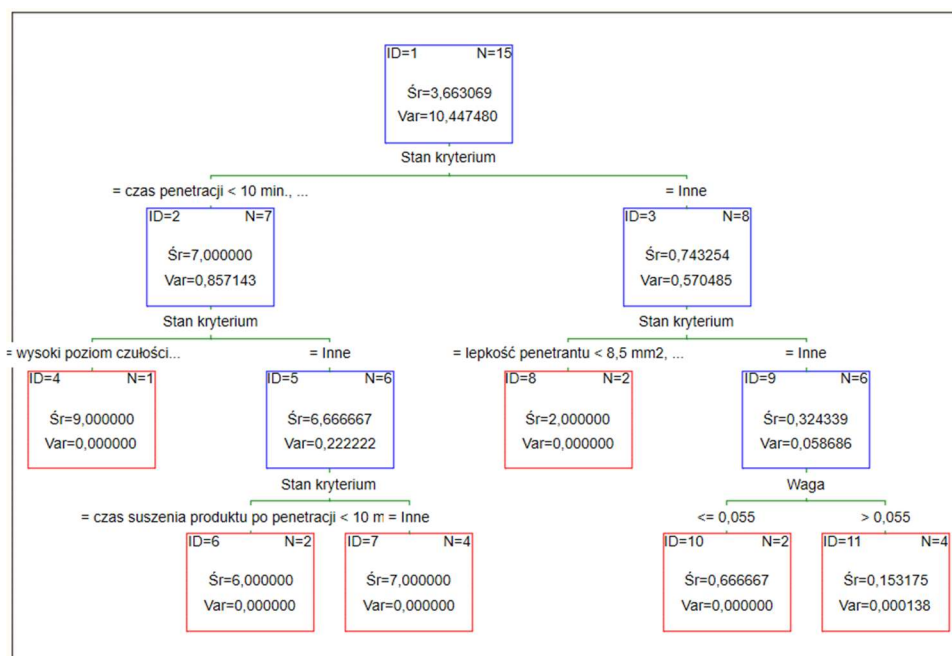 ID=1 N=15
Śr=3,663069
Var=10,447480
Stan kryterium
= czas penetracji < 10 min., ...
= Inne
ID=2 N=7
Śr=7,000000
Var=0,857143
ID=3 N=8
Śr=0,743254
Var=0,570485
Stan kryterium
Stan kryterium
= wysoki poziom czułości...
= Inne
= lepkość penetrantu < 8,5 mm2, ...
= Inne
ID=4 N=1
Śr=9,000000
Var=0,000000
ID=5 N=6
Śr=6,666667
Var=0,222222
ID=8 N=2
Śr=2,000000
Var=0,000000
ID=9 N=6
Śr=0,324339
Var=0,058686
Stan kryterium
Waga
= czas suszenia produktu po penetracji < 10 m
= Inne
<= 0,055
> 0,055
ID=6 N=2
Śr=6,000000
Var=0,000000
ID=7 N=4
Śr=7,000000
Var=0,000000
ID=10 N=2
Śr=0,666667
Var=0,000000
ID=11 N=4
Śr=0,153175
Var=0,000138